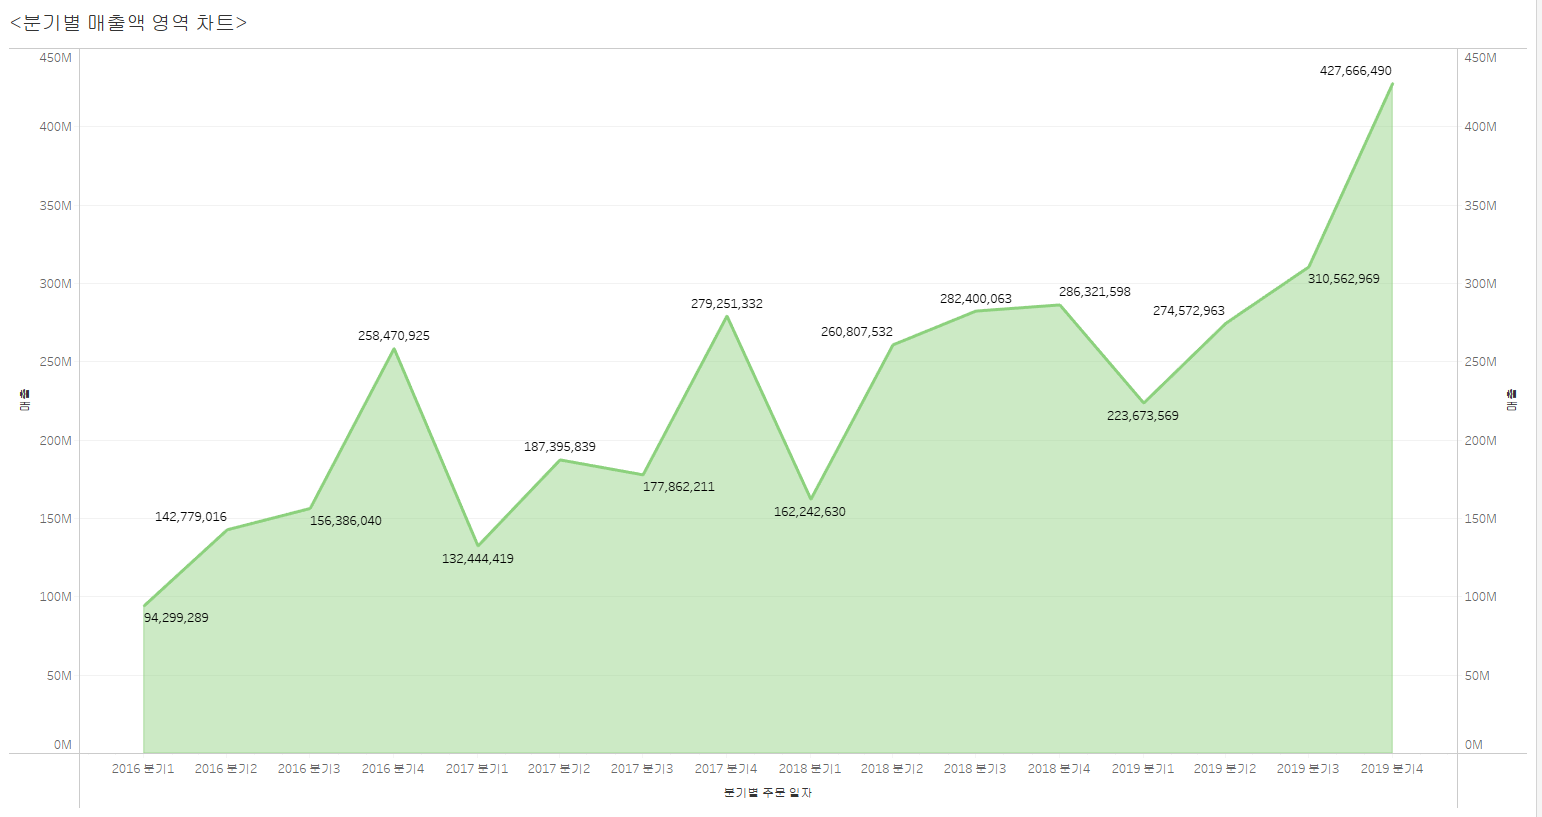 <분기별 매출액 영역 차트>
450M
400M
350M
300M
250M
200M
150M
100M
50M
0M
매출
94,299,289
142,779,016
156,386,040
258,470,925
132,444,419
187,395,839
177,862,211
279,251,332
162,242,630
260,807,532
282,400,063
286,321,598
223,673,569
274,572,963
310,562,969
427,666,490
450M
400M
350M
300M
250M
200M
150M
100M
50M
0M
매출
2016 분기1 2016 분기2 2016 분기3 2016 분기4 2017 분기1 2017 분기2 2017 분기3 2017 분기4 2018 분기1 2018 분기2 2018 분기3 2018 분기4 2019 분기1 2019 분기2 2019 분기3 2019 분기4
분기별 주문 일자